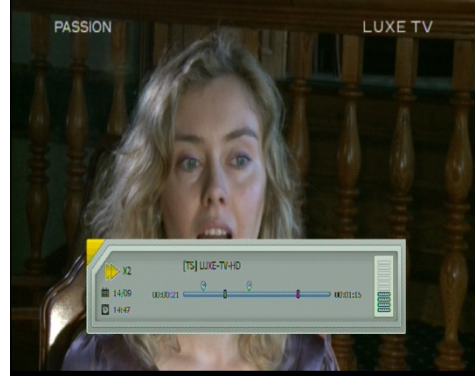 PASSION LUXE TV
X2 [TS] LUXE-TV-HD
14/09 00:00:21 00:01:15
14:47